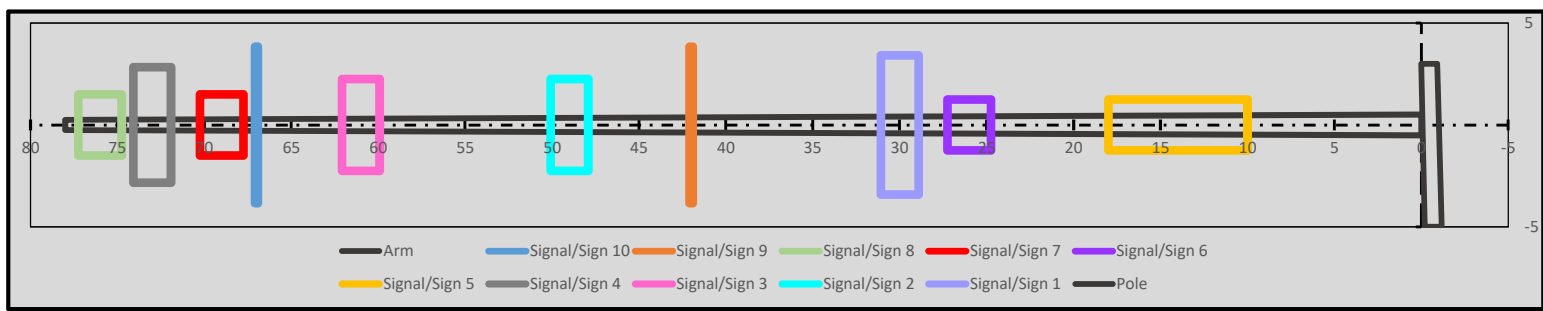 5
80 75 70 65 60 55 50 45 40 35 30 25 20 15 10 5 0 -5
-5
Arm Signal/Sign 10 Signal/Sign 9 Signal/Sign 8 Signal/Sign 7 Signal/Sign 6
Signal/Sign 5 Signal/Sign 4 Signal/Sign 3 Signal/Sign 2 Signal/Sign 1 Pole